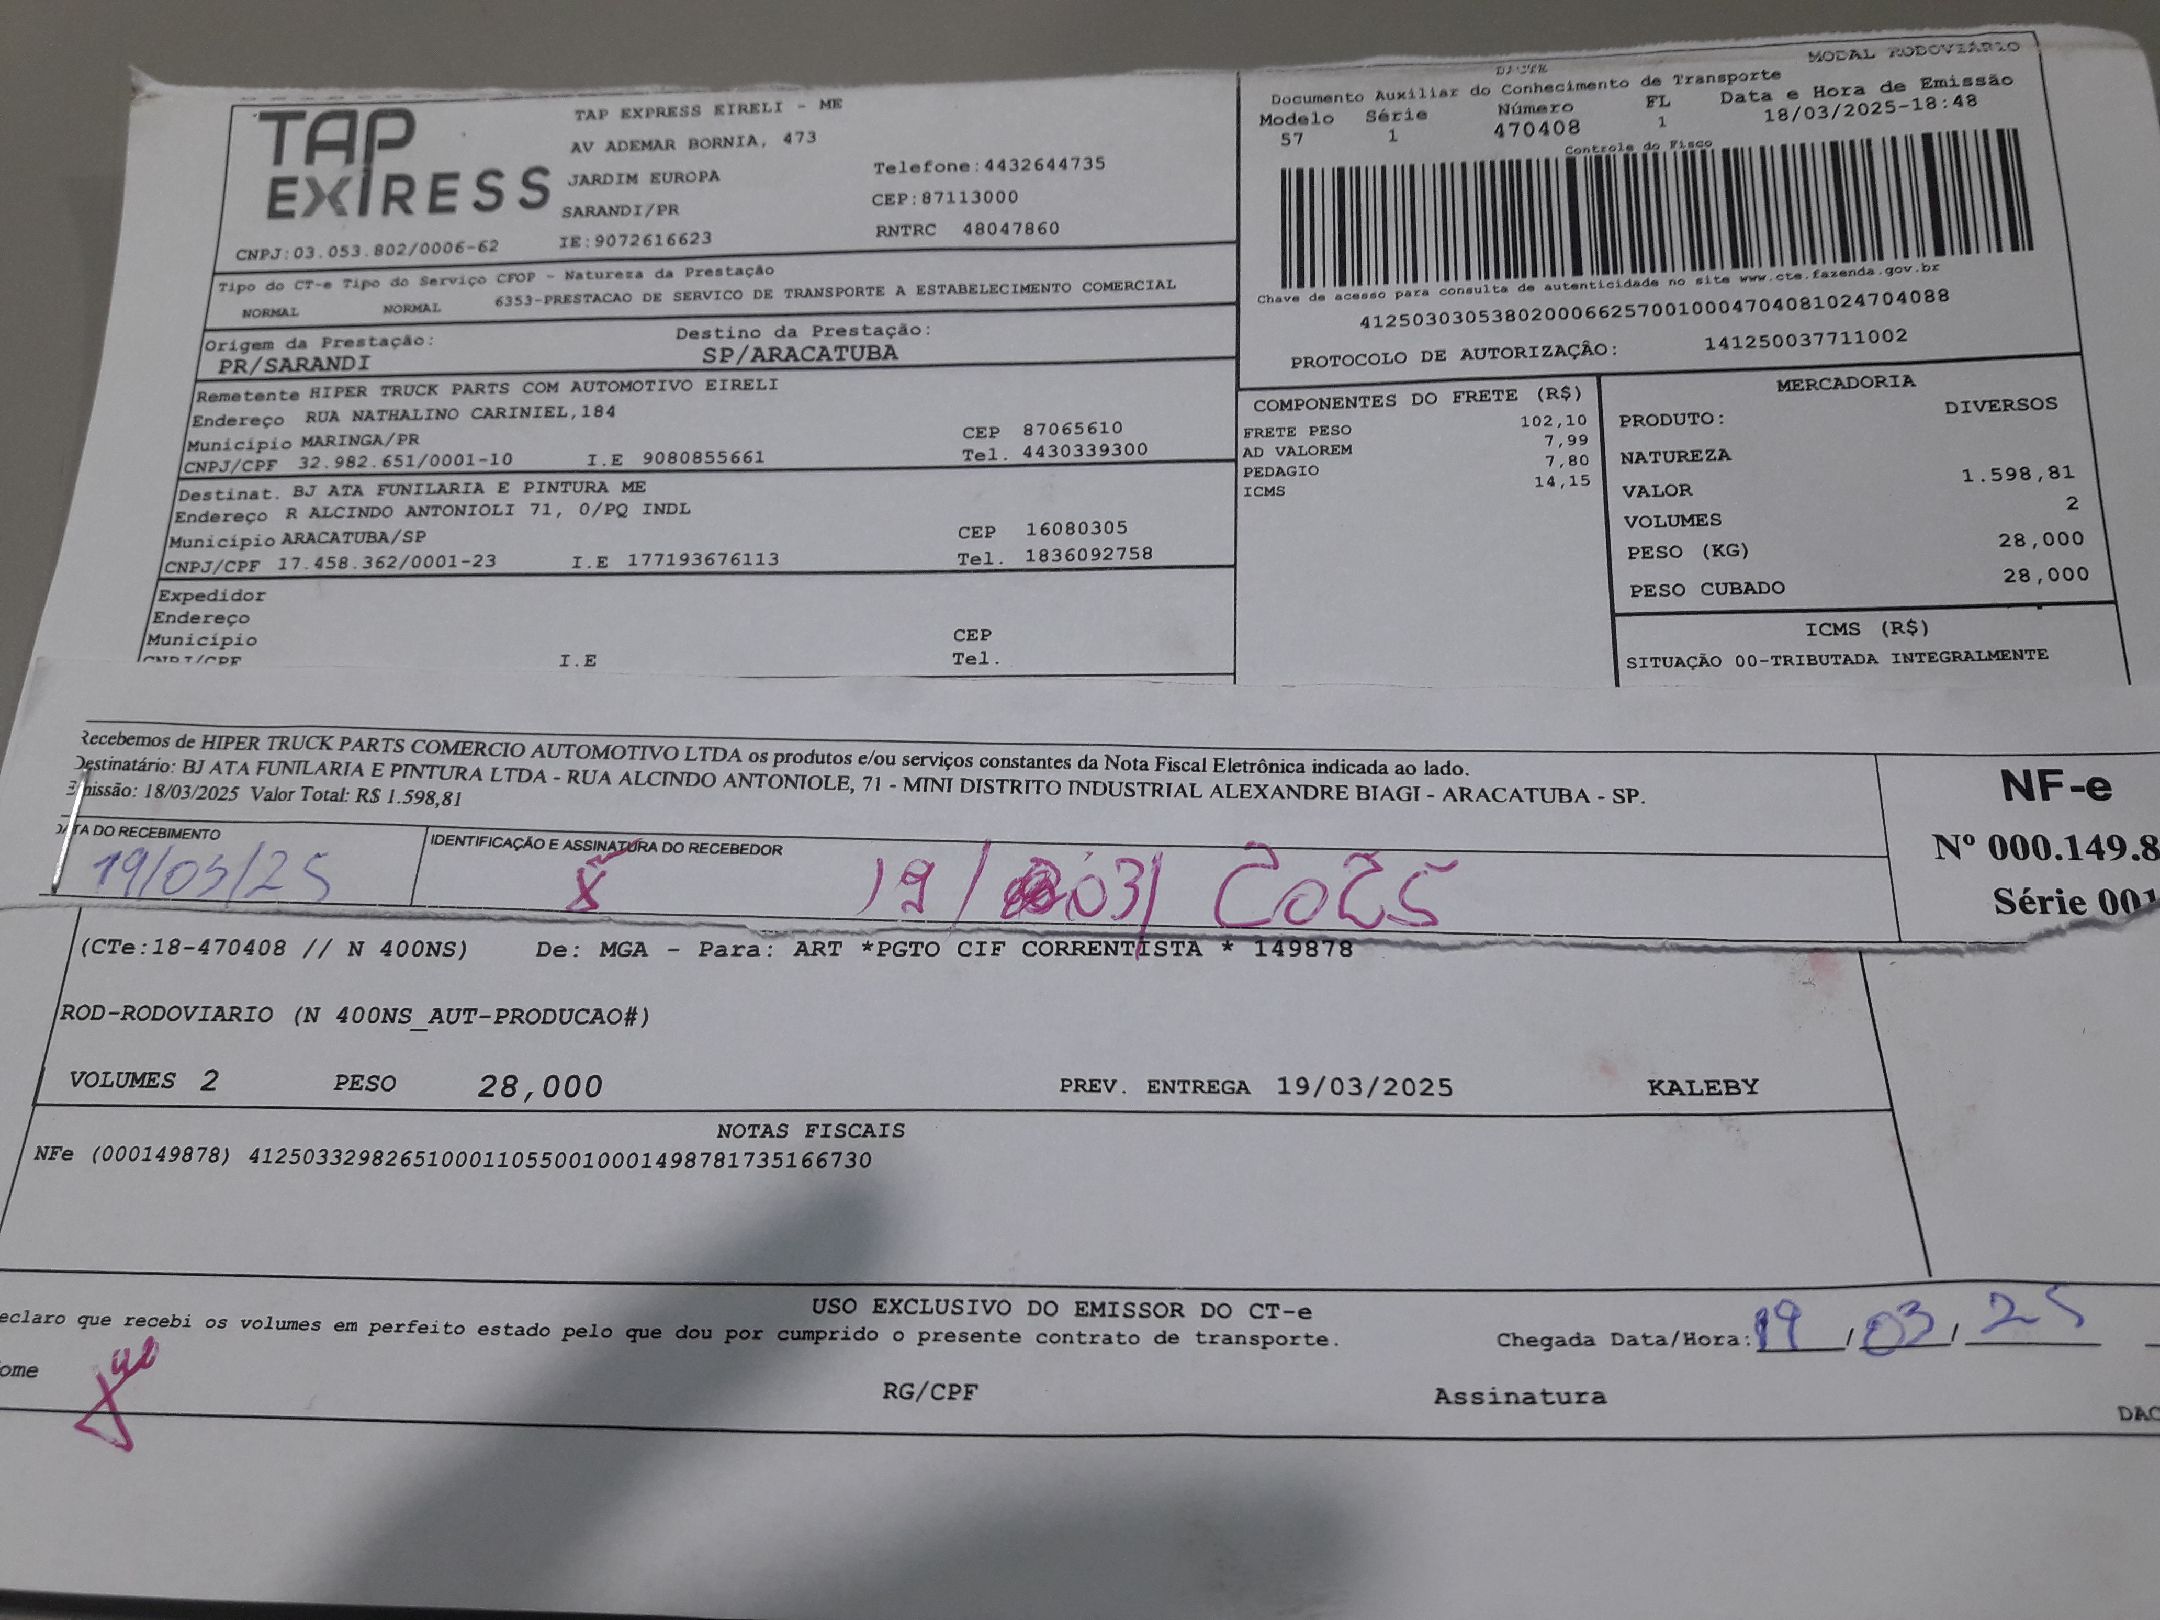 TAP
EXPRESS
TAP EXPRESS EIRELI - ME
AV ADEMAR BORNIA, 473
JARDIM EUROPA
Telefone:4432644735
SARANDI/PR
CEP:87113000
CNPJ:03.053.802/0006-62
IE:9072616623
RNTRC 48047860
Tipo do CT-e Tipo do Serviço CFOP - Natureza da Prestação
NORMAL NORMAL 6353-PRESTACAO DE SERVICO DE TRANSPORTE A ESTABELECIMENTO COMERCIAL
Origem da Prestação: Destino da Prestação:
PR/SARANDI SP/ARACATUBA
Remetente HIPER TRUCK PARTS COM AUTOMOTIVO EIRELI
Endereço RUA NATHALINO CARINIEL,184
Município MARINGA/PR CEP 87065610
CNPJ/CPF 32.982.651/0001-10 I.E 9080855661 Tel. 4430339300
Destinat. BJ ATA FUNILARIA E PINTURA ME
Endereço R ALCINDO ANTONIOLI 71, 0/PQ INDL
Município ARACATUBA/SP CEP 16080305
CNPJ/CPF 17.458.362/0001-23 I.E 177193676113 Tel. 1836092758
Expedidor
Endereço
Município CEP
CNPJ/CPF I.E Tel.
DACTE
MODAL RODOVIÁRIO
Documento Auxiliar do Conhecimento de Transporte
Modelo Série Número FL Data e Hora de Emissão
57 1 470408 1 18/03/2025-18:48
Controle do Fisco
Chave de acesso para consulta de autenticidade no site www.cte.fazenda.gov.br
41250303053802000662570010004704081024704088
PROTOCOLO DE AUTORIZAÇÃO: 141250037711002
COMPONENTES DO FRETE (R$)
FRETE PESO 102,10
AD VALOREM 7,99
PEDAGIO 7,80
ICMS 14,15
MERCADORIA
PRODUTO: DIVERSOS
NATUREZA
VALOR 1.598,81
VOLUMES 2
PESO (KG) 28,000
PESO CUBADO 28,000
ICMS (R$)
SITUAÇÃO 00-TRIBUTADA INTEGRALMENTE
Recebemos de HIPER TRUCK PARTS COMERCIO AUTOMOTIVO LTDA os produtos e/ou serviços constantes da Nota Fiscal Eletrônica indicada ao lado.
Destinatário: BJ ATA FUNILARIA E PINTURA LTDA - RUA ALCINDO ANTONIOLE, 71 - MINI DISTRITO INDUSTRIAL ALEXANDRE BIAGI - ARACATUBA - SP.
Emissão: 18/03/2025 Valor Total: R$ 1.598,81
DATA DO RECEBIMENTO
19/03/25
IDENTIFICAÇÃO E ASSINATURA DO RECEBEDOR
19/03/2025
NF-e
Nº 000.149.8
Série 001
(CTe:18-470408 // N 400NS) De: MGA - Para: ART *PGTO CIF CORRENTISTA * 149878
ROD-RODOVIARIO (N 400NS_AUT-PRODUCAO#)
VOLUMES 2 PESO 28,000 PREV. ENTREGA 19/03/2025 KALEBY
NOTAS FISCAIS
NFe (000149878) 41250332982651000110550010001498781735166730
USO EXCLUSIVO DO EMISSOR DO CT-e
eclaro que recebi os volumes em perfeito estado pelo que dou por cumprido o presente contrato de transporte.
Chegada Data/Hora: 19/03/25
ome RG/CPF Assinatura
DAC